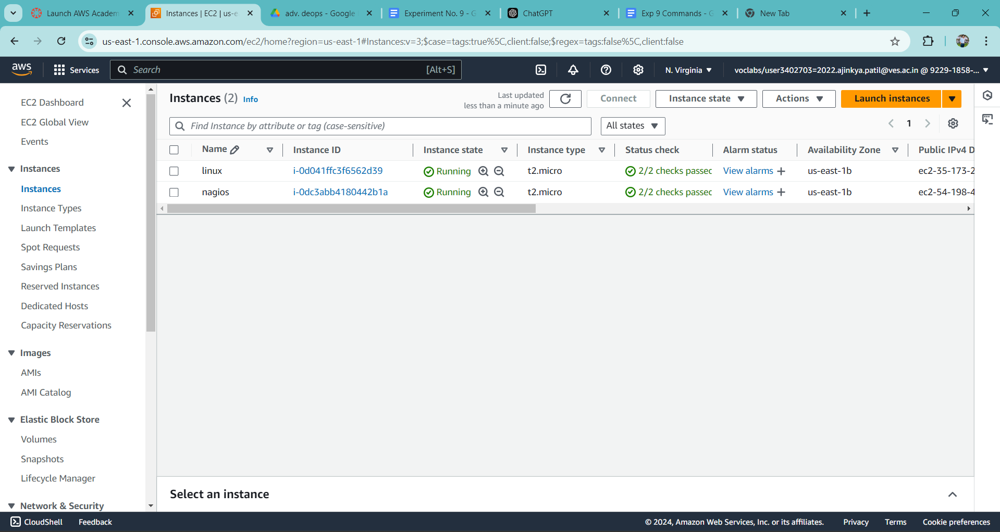 Launch AWS Academ
Instances | EC2 | us-e
adv. deops - Google
Experiment No. 9 - G
ChatGPT
Exp 9 Commands - G
New Tab
us-east-1.console.aws.amazon.com/ec2/home?region=us-east-1#Instances:v=3;$case=tags:true%5C,client:false;$regex=tags:false%5C,client:false
aws
Services
Search
[Alt+S]
N. Virginia
voclabs/user3402703=2022.ajinkya.patil@ves.ac.in @ 9229-1858-...
EC2 Dashboard
EC2 Global View
Events
Instances
Instances
Instance Types
Launch Templates
Spot Requests
Savings Plans
Reserved Instances
Dedicated Hosts
Capacity Reservations
Images
AMIs
AMI Catalog
Elastic Block Store
Volumes
Snapshots
Lifecycle Manager
Network & Security
Instances (2) Info
Last updated
less than a minute ago
Connect
Instance state
Actions
Launch instances
Find Instance by attribute or tag (case-sensitive)
All states
1
Name Instance ID Instance state Instance type Status check Alarm status Availability Zone Public IPv4 D
linux i-0d041ffc3f6562d39 Running t2.micro 2/2 checks passed View alarms us-east-1b ec2-35-173-2
nagios i-0dc3abb4180442b1a Running t2.micro 2/2 checks passed View alarms us-east-1b ec2-54-198-4
Select an instance
CloudShell Feedback
© 2024, Amazon Web Services, Inc. or its affiliates. Privacy Terms Cookie preferences